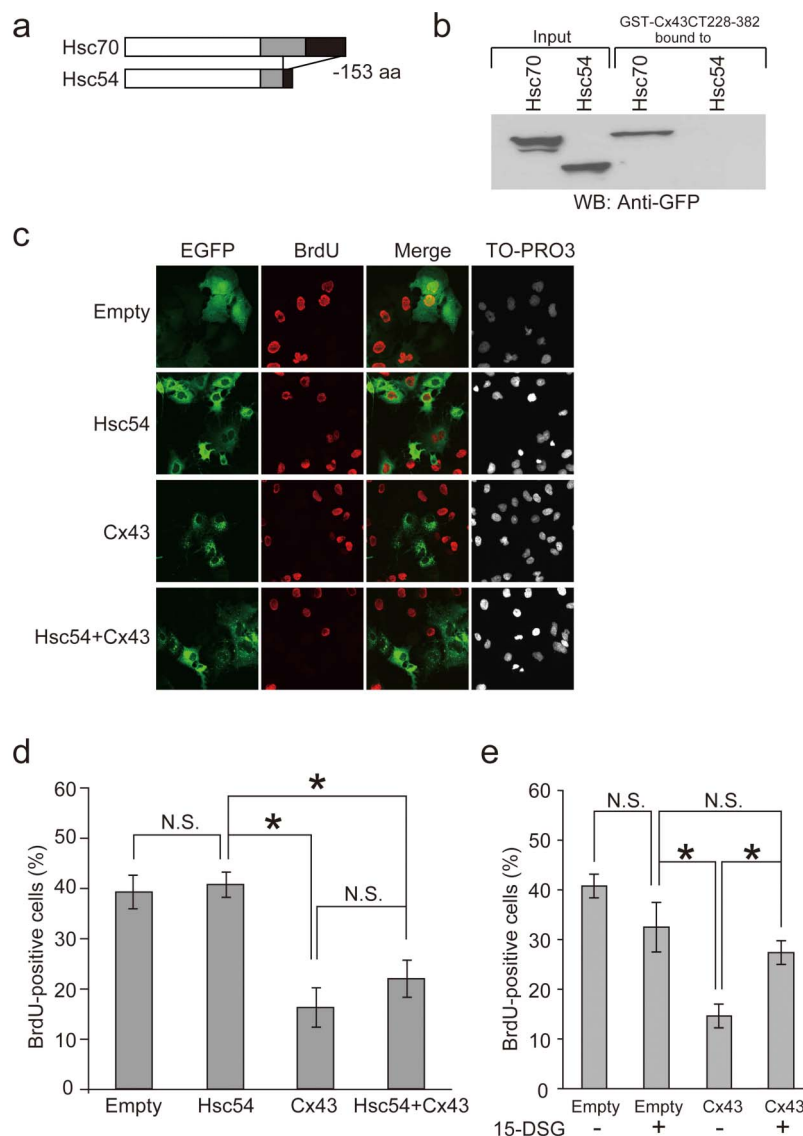 a
Hsc70
Hsc54
-153 aa
b
Input
GST-Cx43CT228-382
bound to
Hsc70
Hsc54
Hsc70
Hsc54
WB: Anti-GFP
c
EGFP BrdU Merge TO-PRO3
Empty
Hsc54
Cx43
Hsc54+Cx43
d
BrdU-positive cells (%)
60
50
40
30
20
10
0
N.S.
*
*
N.S.
Empty Hsc54 Cx43 Hsc54+Cx43
e
BrdU-positive cells (%)
60
50
40
30
20
10
0
N.S.
N.S.
*
*
Empty Empty Cx43 Cx43
15-DSG - + - +